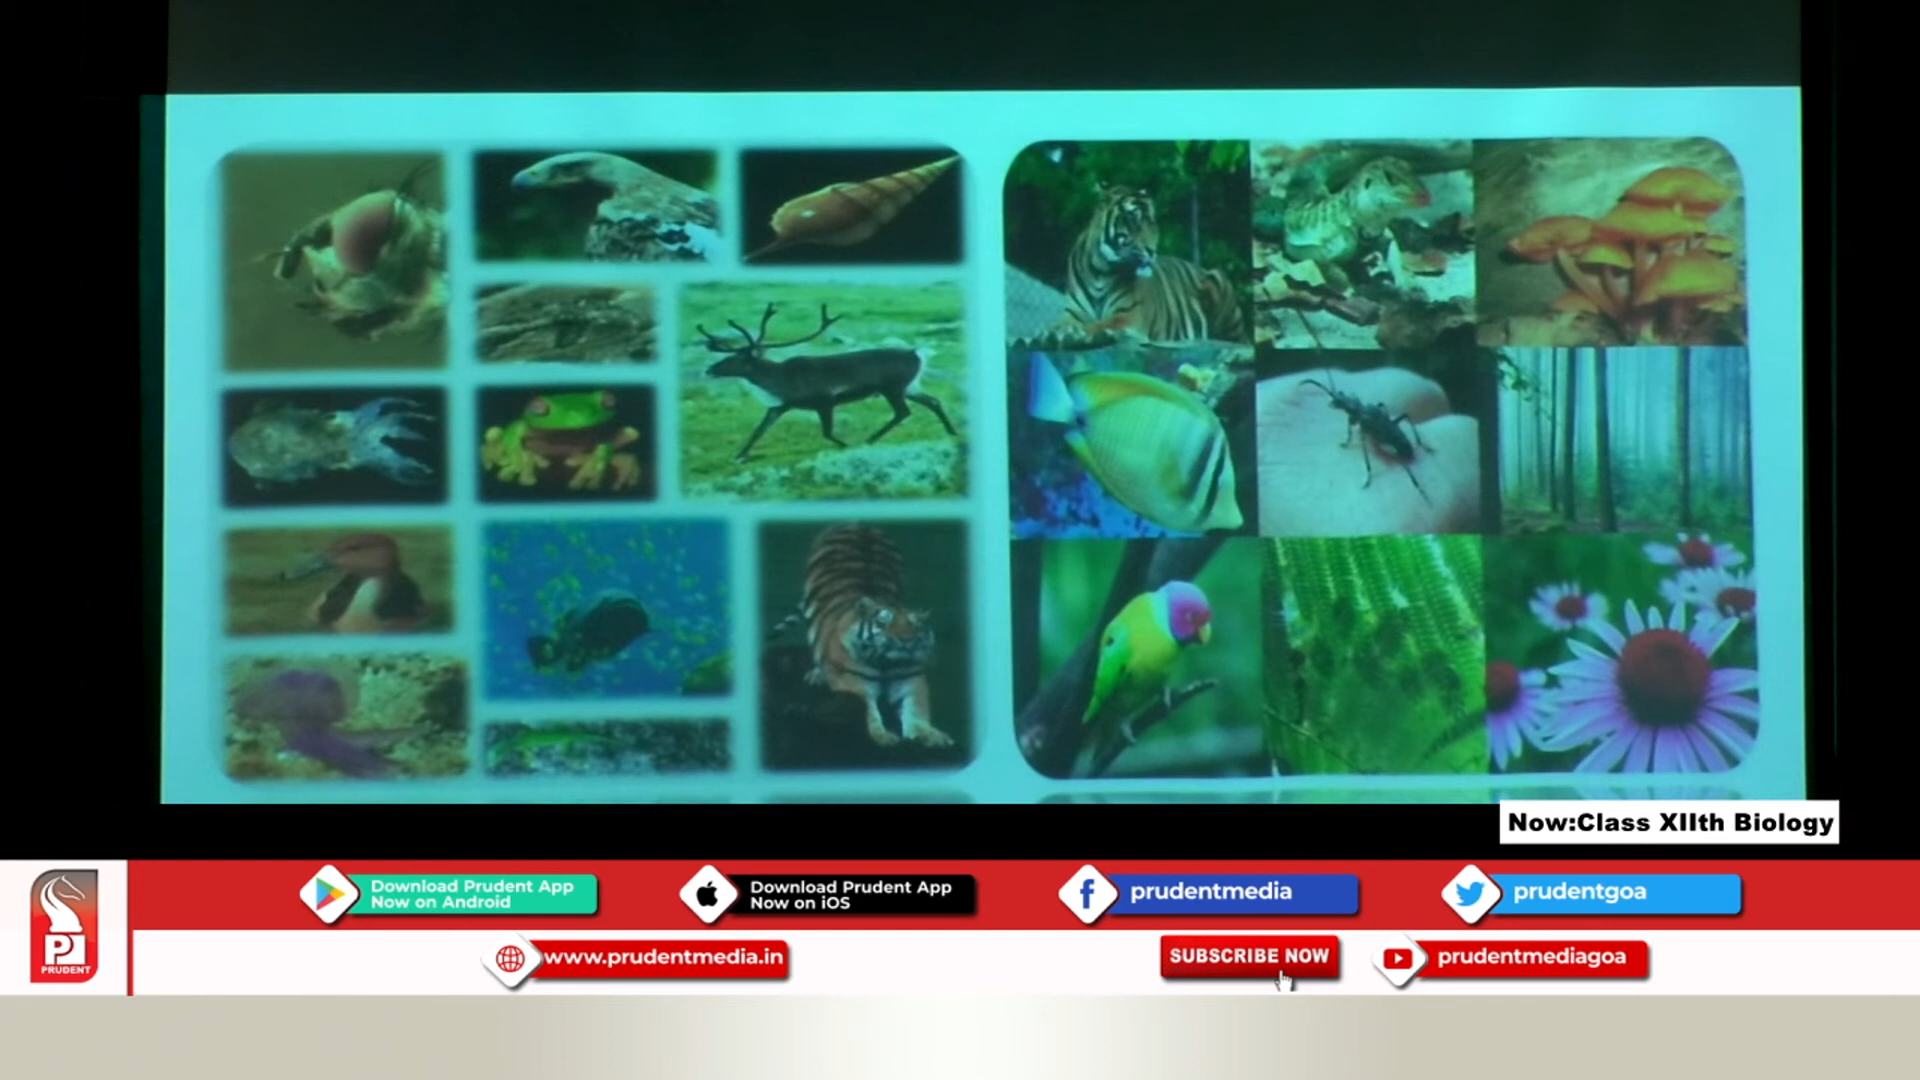 Now:Class XIIth Biology
Download Prudent App
Now on Android
Download Prudent App
Now on iOS
prudentmedia
prudentgoa
PRUDENT
www.prudentmedia.in
SUBSCRIBE NOW
prudentmediagoa